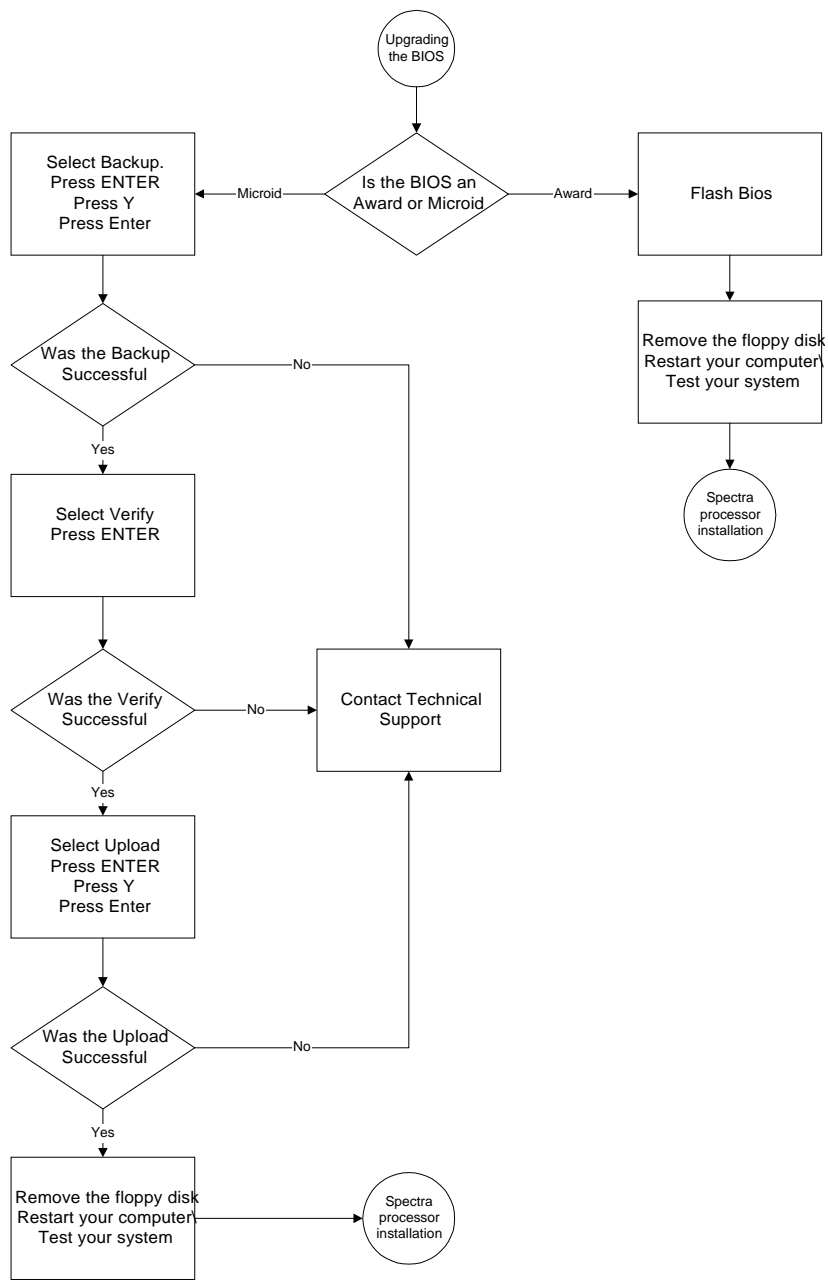 Upgrading
the BIOS
Select Backup.
Press ENTER
Press Y
Press Enter
Microid
Is the BIOS an
Award or Microid
Award
Flash Bios
Was the Backup
Successful
No
Remove the floppy disk
Restart your computer\
Test your system
Yes
Select Verify
Press ENTER
Spectra
processor
installation
Was the Verify
Successful
No
Contact Technical
Support
Yes
Select Upload
Press ENTER
Press Y
Press Enter
Was the Upload
Successful
No
Yes
Remove the floppy disk
Restart your computer\
Test your system
Spectra
processor
installation